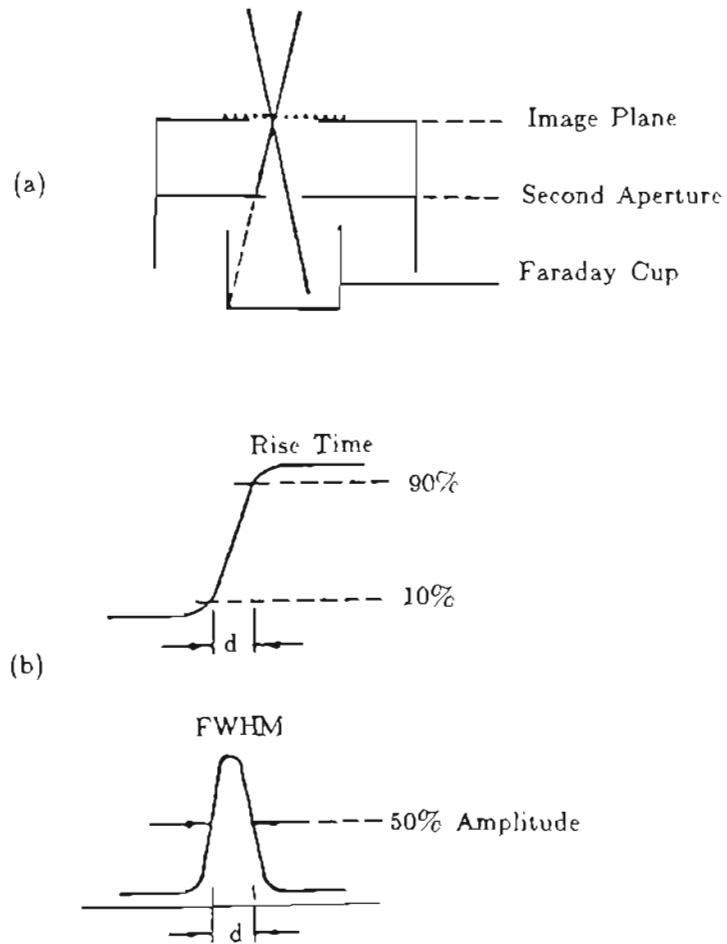 Image Plane
(a)
Second Aperture
Faraday Cup
Rise Time
90%
10%
d
(b)
FWHM
50% Amplitude
d